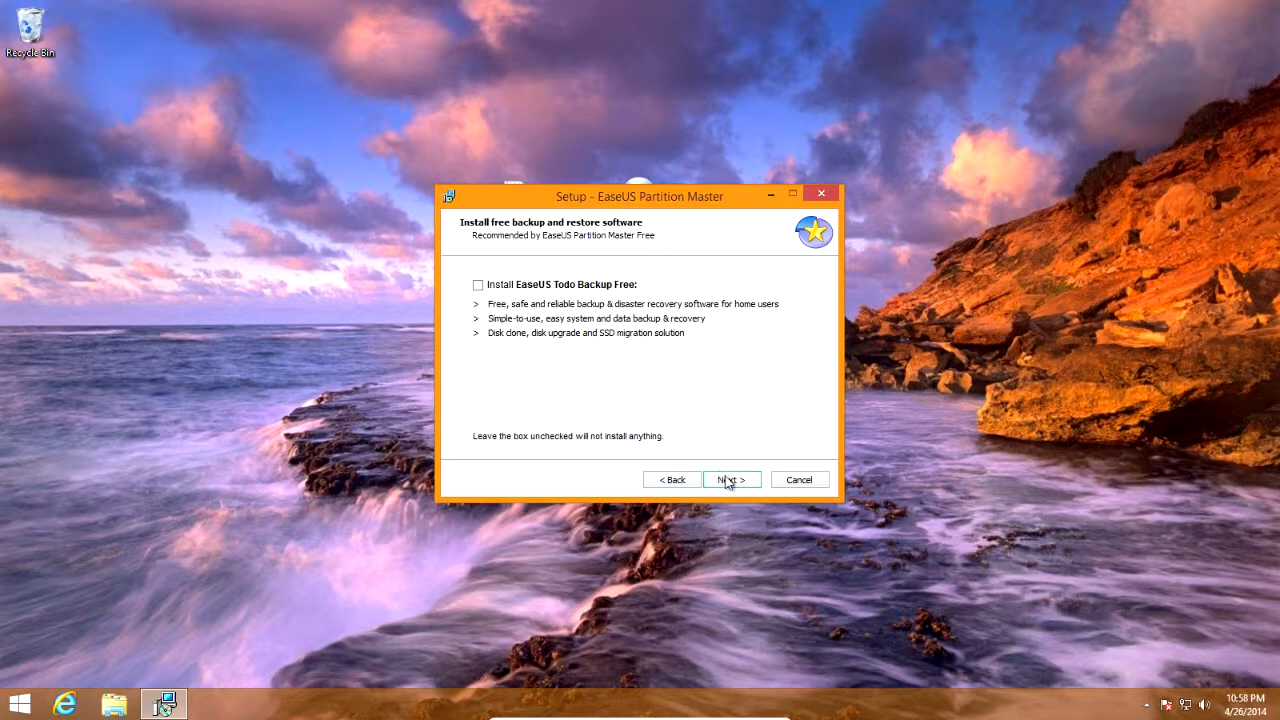 Recycle Bin
Setup - EaseUS Partition Master
Install free backup and restore software
Recommended by EaseUS Partition Master Free
Install EaseUS Todo Backup Free:
> Free, safe and reliable backup & disaster recovery software for home users
> Simple-to-use, easy system and data backup & recovery
> Disk clone, disk upgrade and SSD migration solution
Leave the box unchecked will not install anything.
< Back
Next >
Cancel
10:58 PM
4/26/2014